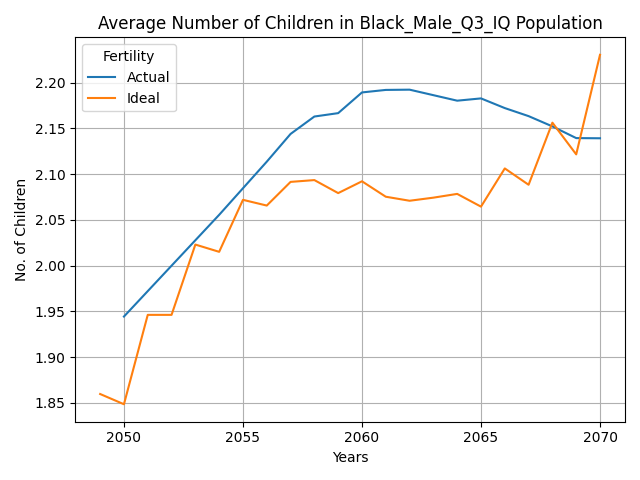 Average Number of Children in Black_Male_Q3_IQ Population
Fertility
Actual
Ideal
2.20
2.15
2.10
2.05
2.00
1.95
1.90
1.85
No. of Children
2050 2055 2060 2065 2070
Years